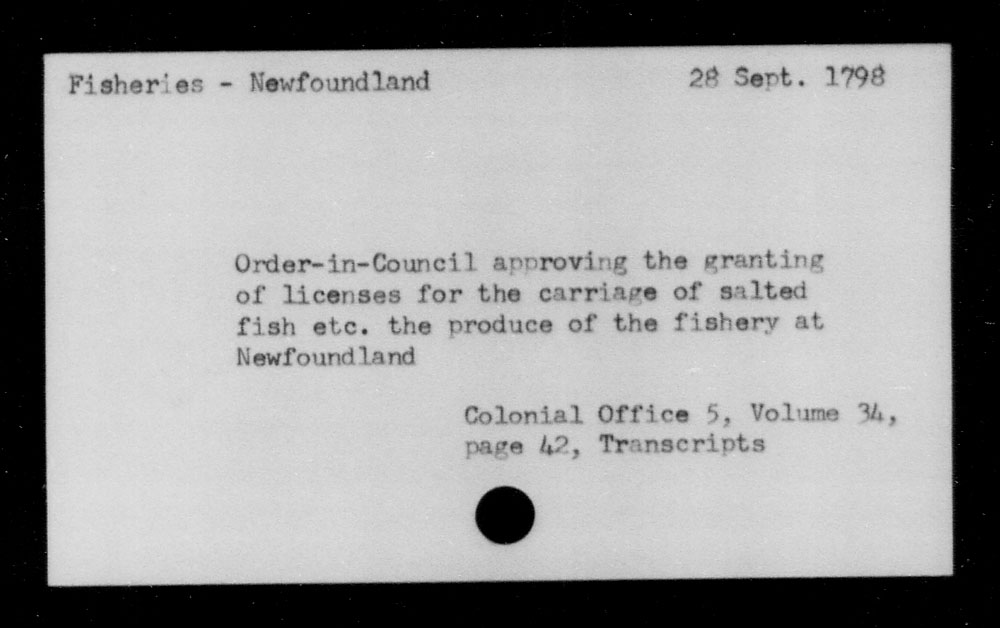 Fisheries - Newfoundland 28 Sept. 1798
Order-in-Council approving the granting
of licenses for the carriage of salted
fish etc. the produce of the fishery at
Newfoundland
Colonial Office 5, Volume 34,
page 42, Transcripts